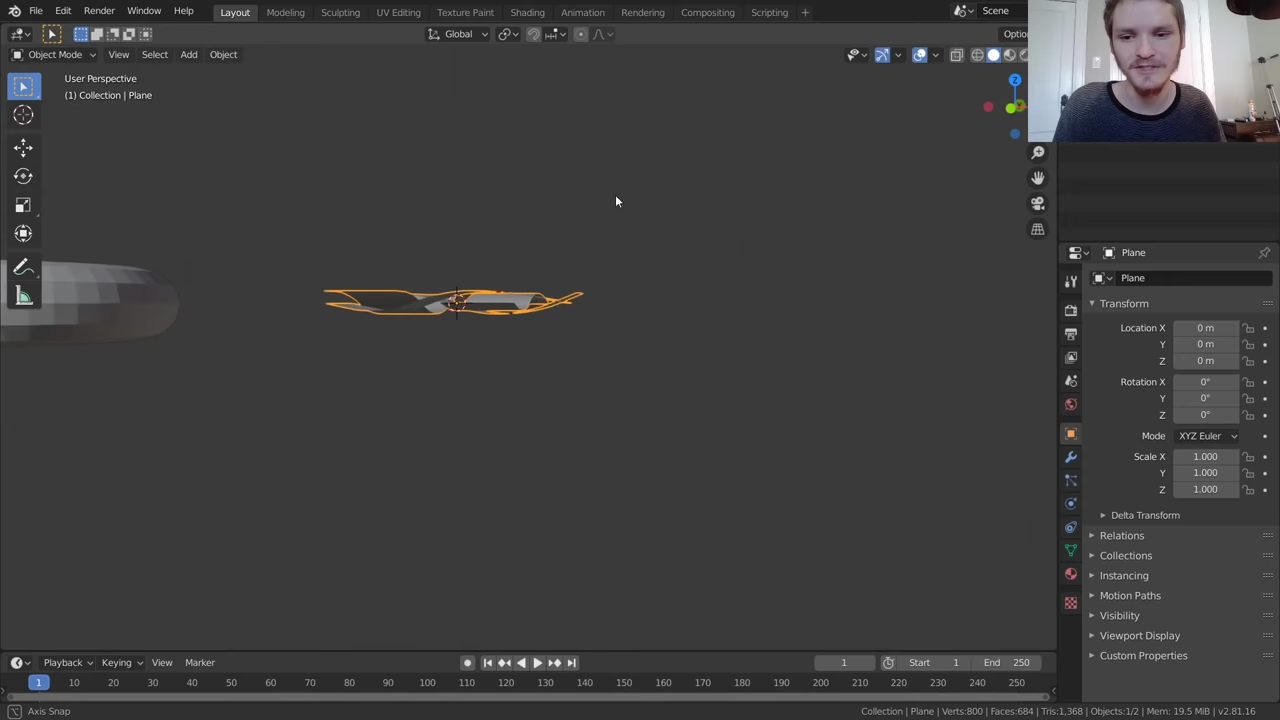 File Edit Render Window Help Layout Modeling Sculpting UV Editing Texture Paint Shading Animation Rendering Compositing Scripting + Scene
Global Optio
Object Mode View Select Add Object
User Perspective
(1) Collection | Plane
Z
Plane
Plane
Transform
Location X 0 m
Y 0 m
Z 0 m
Rotation X 0°
Y 0°
Z 0°
Mode XYZ Euler
Scale X 1.000
Y 1.000
Z 1.000
Delta Transform
Relations
Collections
Instancing
Motion Paths
Visibility
Viewport Display
Custom Properties
Playback Keying View Marker 1 Start 1 End 250
1 10 20 30 40 50 60 70 80 90 100 110 120 130 140 150 160 170 180 190 200 210 220 230 240 250
Axis Snap Collection | Plane | Verts:800 | Faces:684 | Tris:1,368 | Objects:1/2 | Mem: 19.5 MiB | v2.81.16